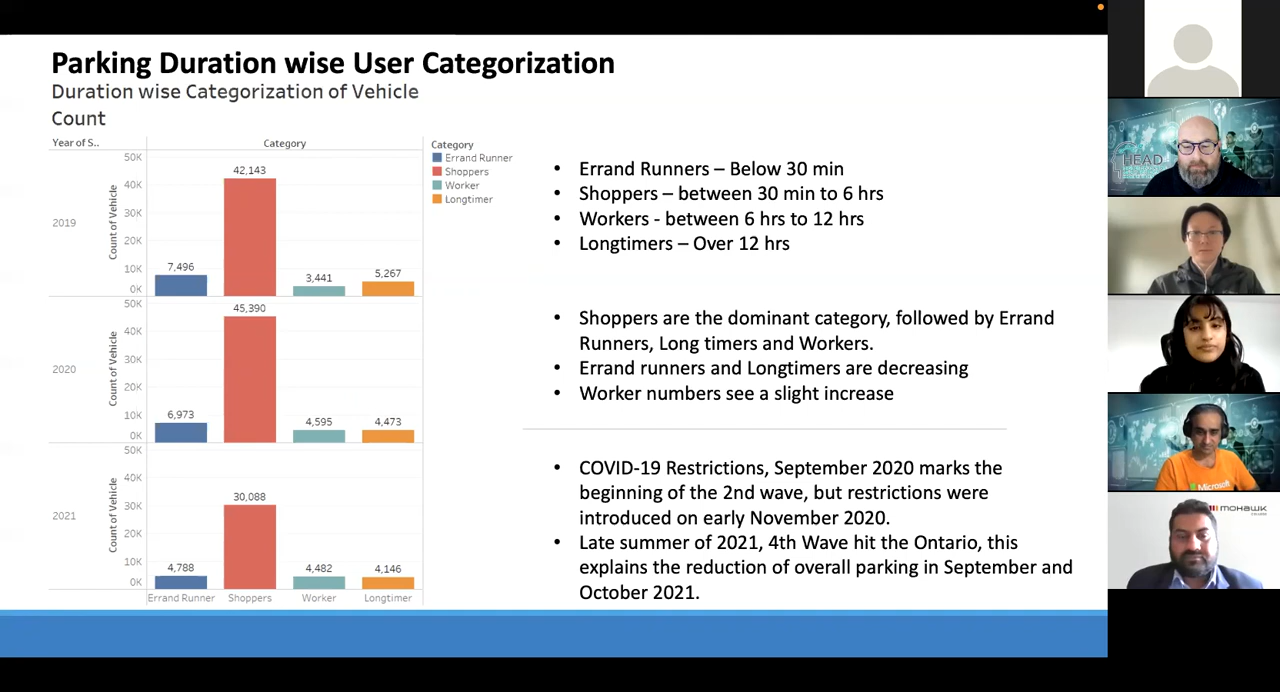 Parking Duration wise User Categorization
Duration wise Categorization of Vehicle
Count
Year of S..
Category
2019
Count of Vehicle
50K
40K
30K
20K
10K
0K
7,496
42,143
3,441
5,267
2020
Count of Vehicle
50K
40K
30K
20K
10K
0K
6,973
45,390
4,595
4,473
2021
Count of Vehicle
50K
40K
30K
20K
10K
0K
4,788
30,088
4,482
4,146
Errand Runner
Shoppers
Worker
Longtimer
Category
Errand Runner
Shoppers
Worker
Longtimer
• Errand Runners – Below 30 min
• Shoppers – between 30 min to 6 hrs
• Workers - between 6 hrs to 12 hrs
• Longtimers – Over 12 hrs
• Shoppers are the dominant category, followed by Errand
Runners, Long timers and Workers.
• Errand runners and Longtimers are decreasing
• Worker numbers see a slight increase
• COVID-19 Restrictions, September 2020 marks the
beginning of the 2nd wave, but restrictions were
introduced on early November 2020.
• Late summer of 2021, 4th Wave hit the Ontario, this
explains the reduction of overall parking in September and
October 2021.
HEAD
Microsoft
mohawk